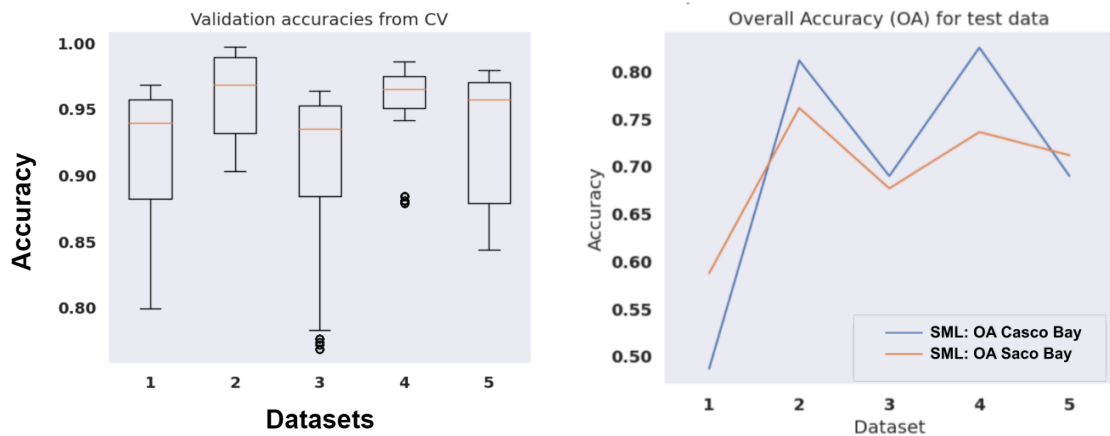 Validation accuracies from CV
Accuracy
1.00
0.95
0.90
0.85
0.80
1 2 3 4 5
Datasets
Overall Accuracy (OA) for test data
Accuracy
0.80
0.75
0.70
0.65
0.60
0.55
0.50
SML: OA Casco Bay
SML: OA Saco Bay
1 2 3 4 5
Dataset